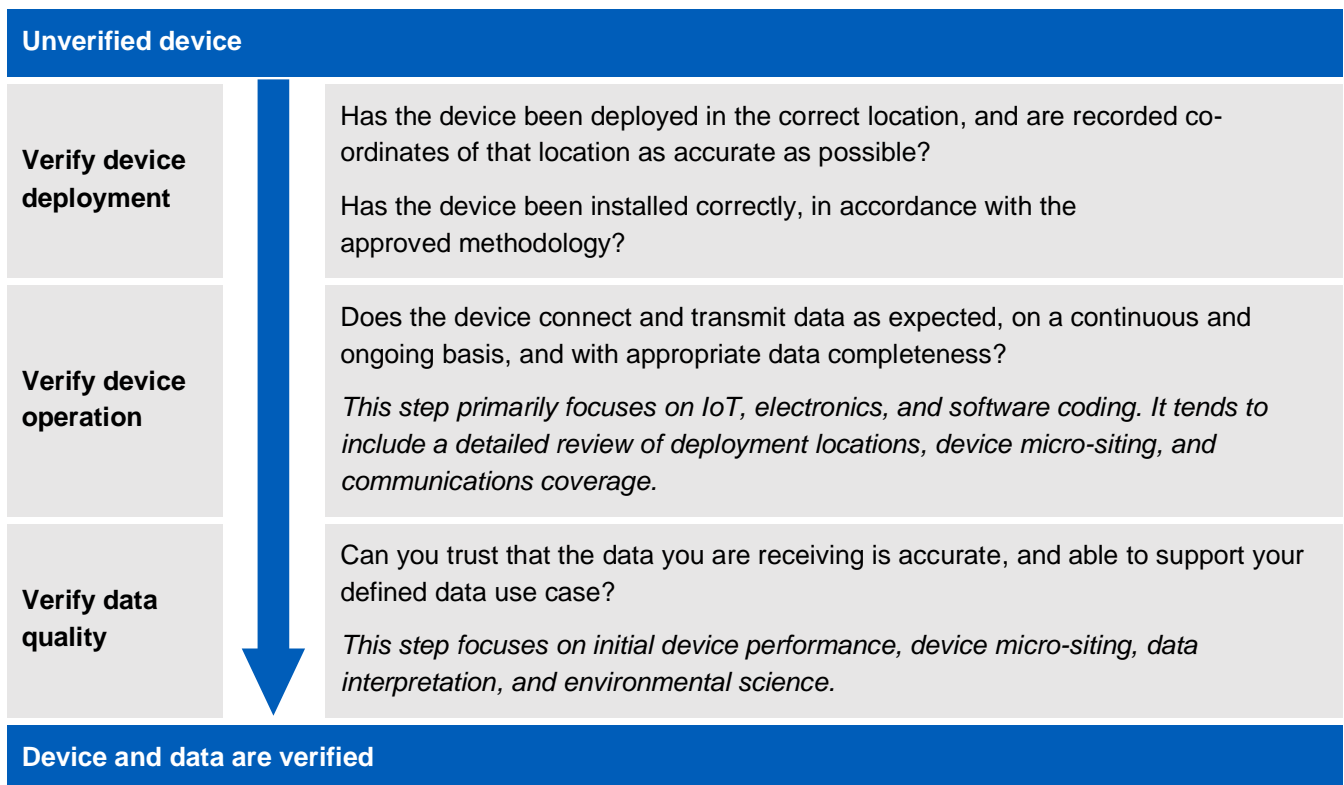 Unverified device
Verify device
deployment
Has the device been deployed in the correct location, and are recorded co-
ordinates of that location as accurate as possible?
Has the device been installed correctly, in accordance with the
approved methodology?
Verify device
operation
Does the device connect and transmit data as expected, on a continuous and
ongoing basis, and with appropriate data completeness?
This step primarily focuses on IoT, electronics, and software coding. It tends to
include a detailed review of deployment locations, device micro-siting, and
communications coverage.
Verify data
quality
Can you trust that the data you are receiving is accurate, and able to support your
defined data use case?
This step focuses on initial device performance, device micro-siting, data
interpretation, and environmental science.
Device and data are verified